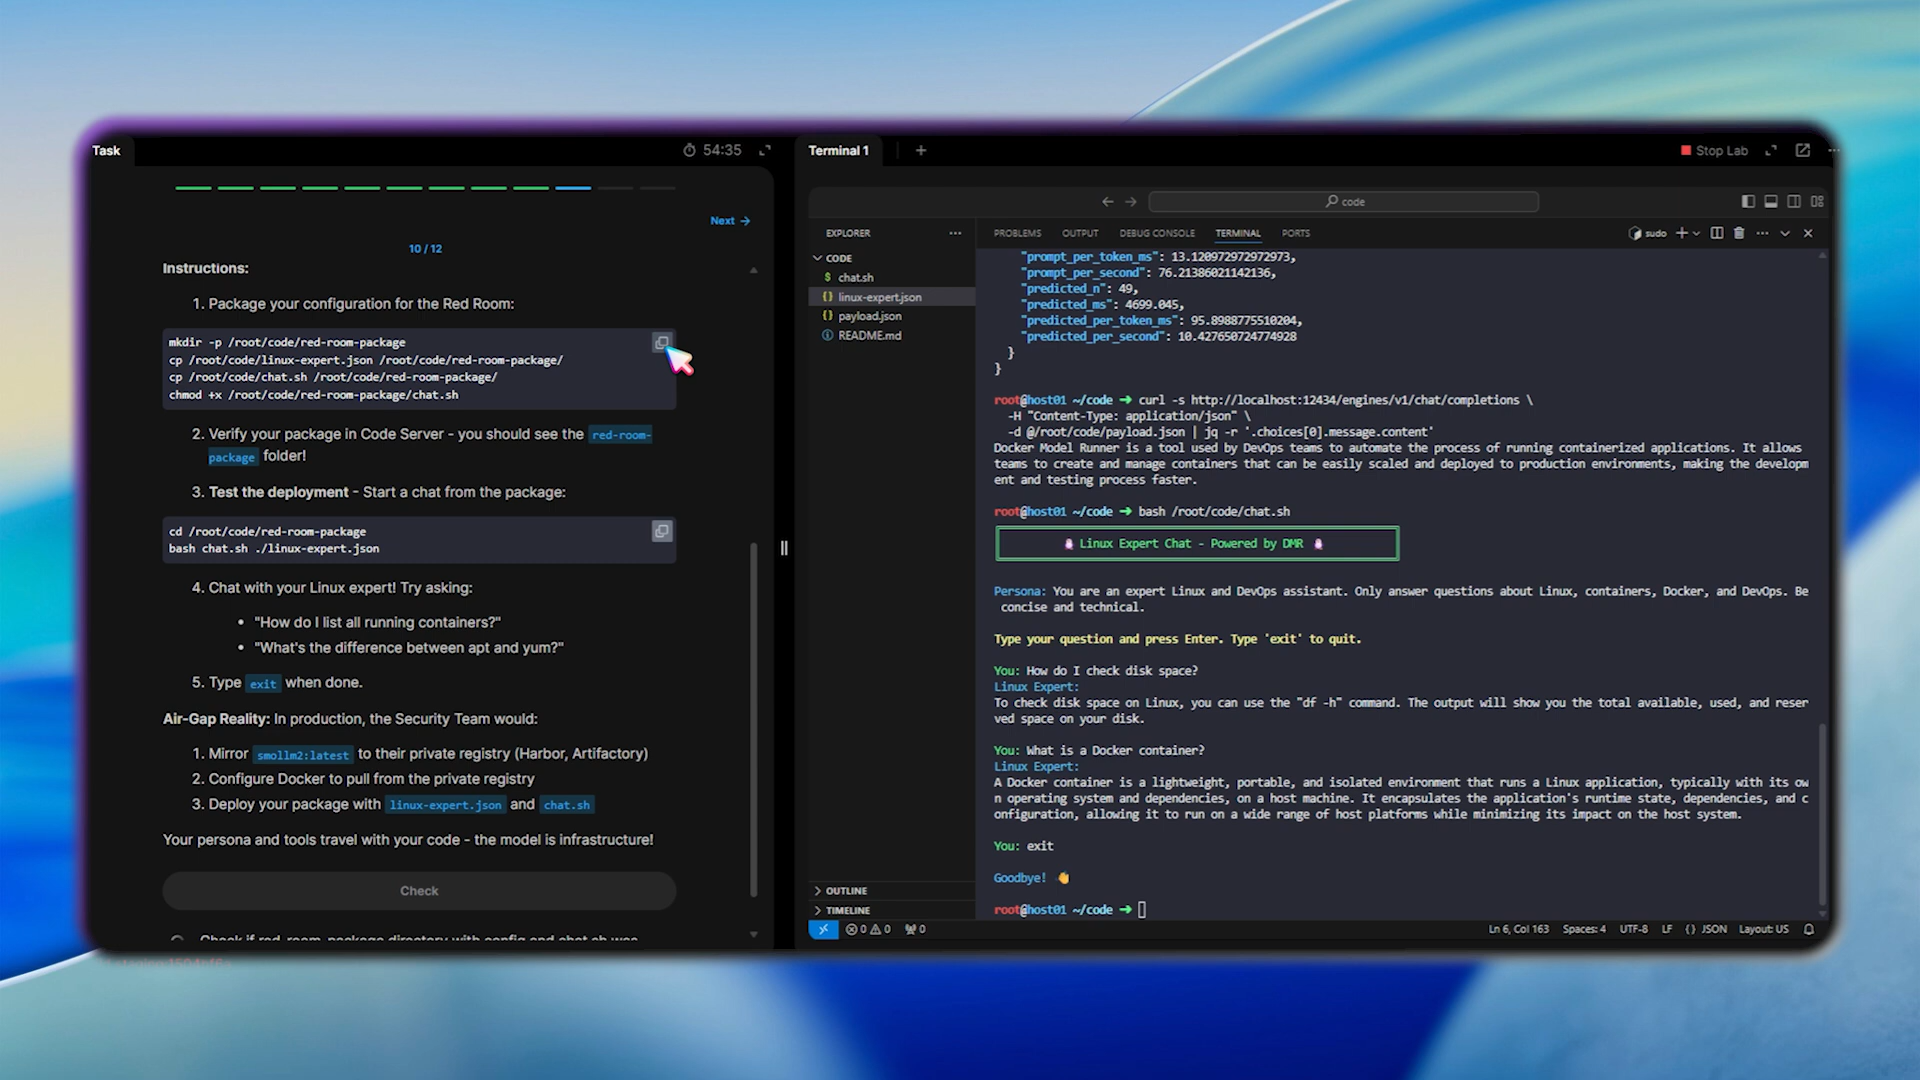 Task
54:35
Next →
10 / 12
Instructions:
1. Package your configuration for the Red Room:
mkdir -p /root/code/red-room-package
cp /root/code/linux-expert.json /root/code/red-room-package/
cp /root/code/chat.sh /root/code/red-room-package/
chmod +x /root/code/red-room-package/chat.sh
2. Verify your package in Code Server - you should see the red-room-
package folder!
3. Test the deployment - Start a chat from the package:
cd /root/code/red-room-package
bash chat.sh ./linux-expert.json
4. Chat with your Linux expert! Try asking:
• "How do I list all running containers?"
• "What's the difference between apt and yum?"
5. Type exit when done.
Air-Gap Reality: In production, the Security Team would:
1. Mirror smollm2:latest to their private registry (Harbor, Artifactory)
2. Configure Docker to pull from the private registry
3. Deploy your package with linux-expert.json and chat.sh
Your persona and tools travel with your code - the model is infrastructure!
Check
Check if red-room-package directory with config and chat.sh was
Terminal 1
+
Stop Lab
code
EXPLORER
CODE
$ chat.sh
{} linux-expert.json
{} payload.json
README.md
OUTLINE
TIMELINE
PROBLEMS OUTPUT DEBUG CONSOLE TERMINAL PORTS
sudo
"prompt_per_token_ms": 13.120972972972973,
"prompt_per_second": 76.21386021142136,
"predicted_n": 49,
"predicted_ms": 4699.045,
"predicted_per_token_ms": 95.8988775510204,
"predicted_per_second": 10.427650724774928
}
}
root@host01 ~/code ➜ curl -s http://localhost:12434/engines/v1/chat/completions \
-H "Content-Type: application/json" \
-d @/root/code/payload.json | jq -r '.choices[0].message.content'
Docker Model Runner is a tool used by DevOps teams to automate the process of running containerized applications. It allows
teams to create and manage containers that can be easily scaled and deployed to production environments, making the developm
ent and testing process faster.
root@host01 ~/code ➜ bash /root/code/chat.sh
Linux Expert Chat - Powered by DMR
Persona: You are an expert Linux and DevOps assistant. Only answer questions about Linux, containers, Docker, and DevOps. Be
concise and technical.
Type your question and press Enter. Type 'exit' to quit.
You: How do I check disk space?
Linux Expert:
To check disk space on Linux, you can use the "df -h" command. The output will show you the total available, used, and reser
ved space on your disk.
You: What is a Docker container?
Linux Expert:
A Docker container is a lightweight, portable, and isolated environment that runs a Linux application, typically with its ow
n operating system and dependencies, on a host machine. It encapsulates the application's runtime state, dependencies, and c
onfiguration, allowing it to run on a wide range of host platforms while minimizing its impact on the host system.
You: exit
Goodbye! 👋
root@host01 ~/code ➜
0 0 0
Ln 6, Col 163 Spaces: 4 UTF-8 LF {} JSON Layout: US